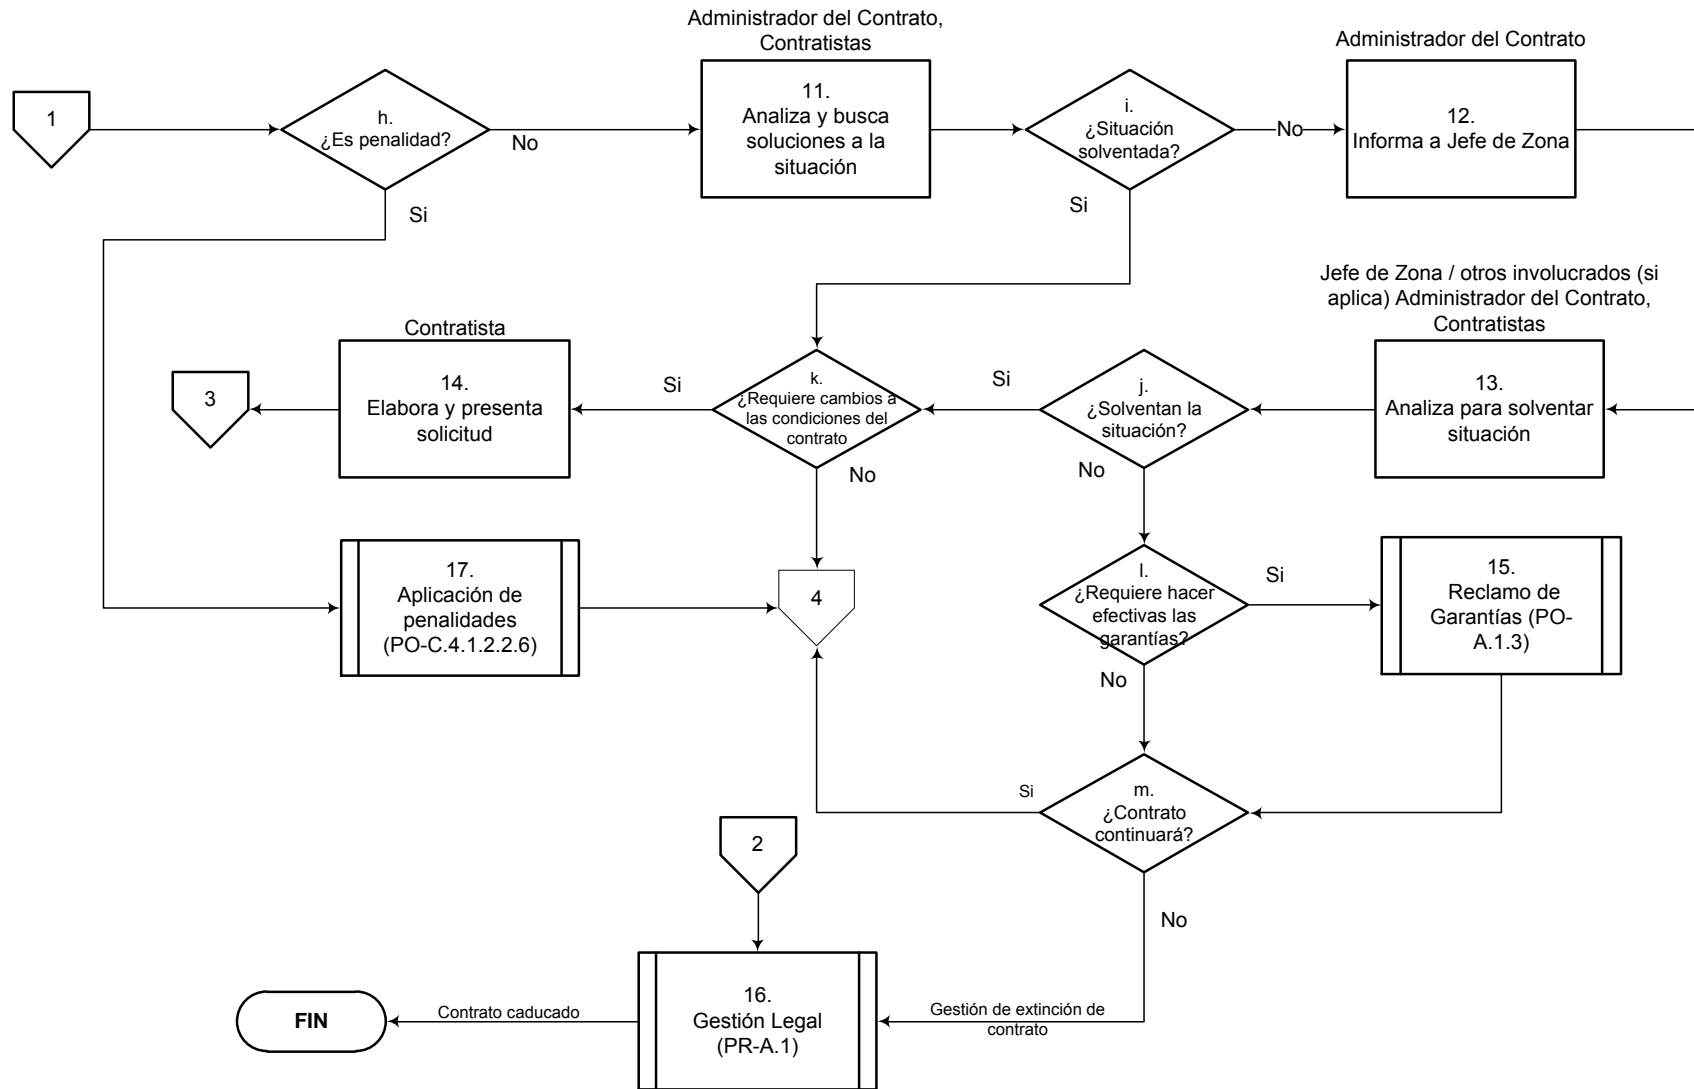 Administrador del Contrato,
Contratistas
Administrador del Contrato
1
h.
¿Es penalidad?
No
Si
11.
Analiza y busca
soluciones a la
situación
i.
¿Situación
solventada?
No
Si
12.
Informa a Jefe de Zona
Jefe de Zona / otros involucrados (si
aplica) Administrador del Contrato,
Contratistas
Contratista
3
14.
Elabora y presenta
solicitud
Si
k.
¿Requiere cambios a
las condiciones del
contrato
No
Si
j.
¿Solventan la
situación?
No
13.
Analiza para solventar
situación
17.
Aplicación de
penalidades
(PO-C.4.1.2.2.6)
4
l.
¿Requiere hacer
efectivas las
garantías?
Si
No
15.
Reclamo de
Garantías (PO-
A.1.3)
Si
m.
¿Contrato
continuará?
No
2
FIN
Contrato caducado
16.
Gestión Legal
(PR-A.1)
Gestión de extinción de
contrato